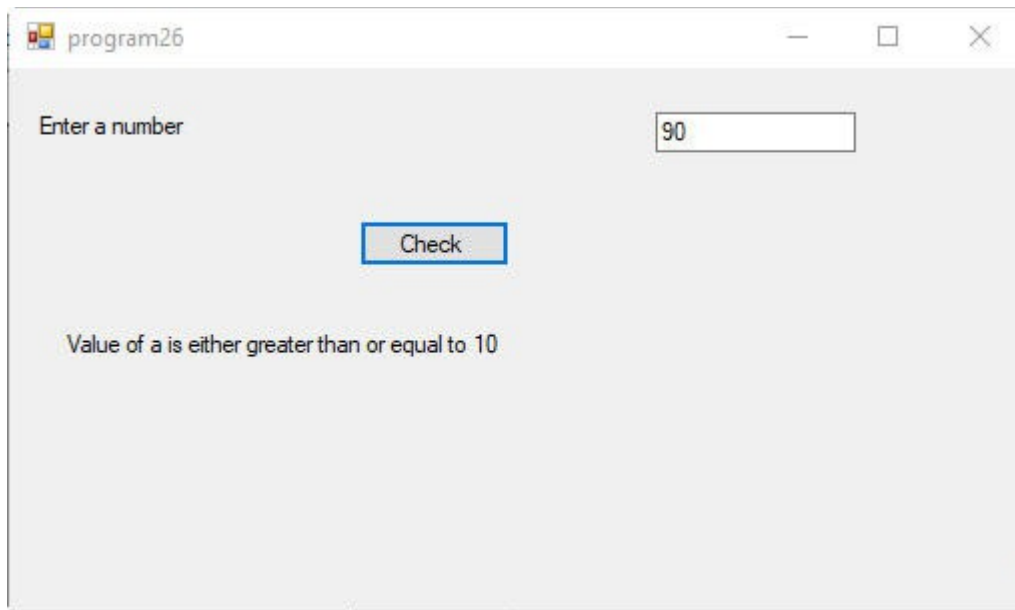 program26
Enter a number
90
Check
Value of a is either greater than or equal to 10